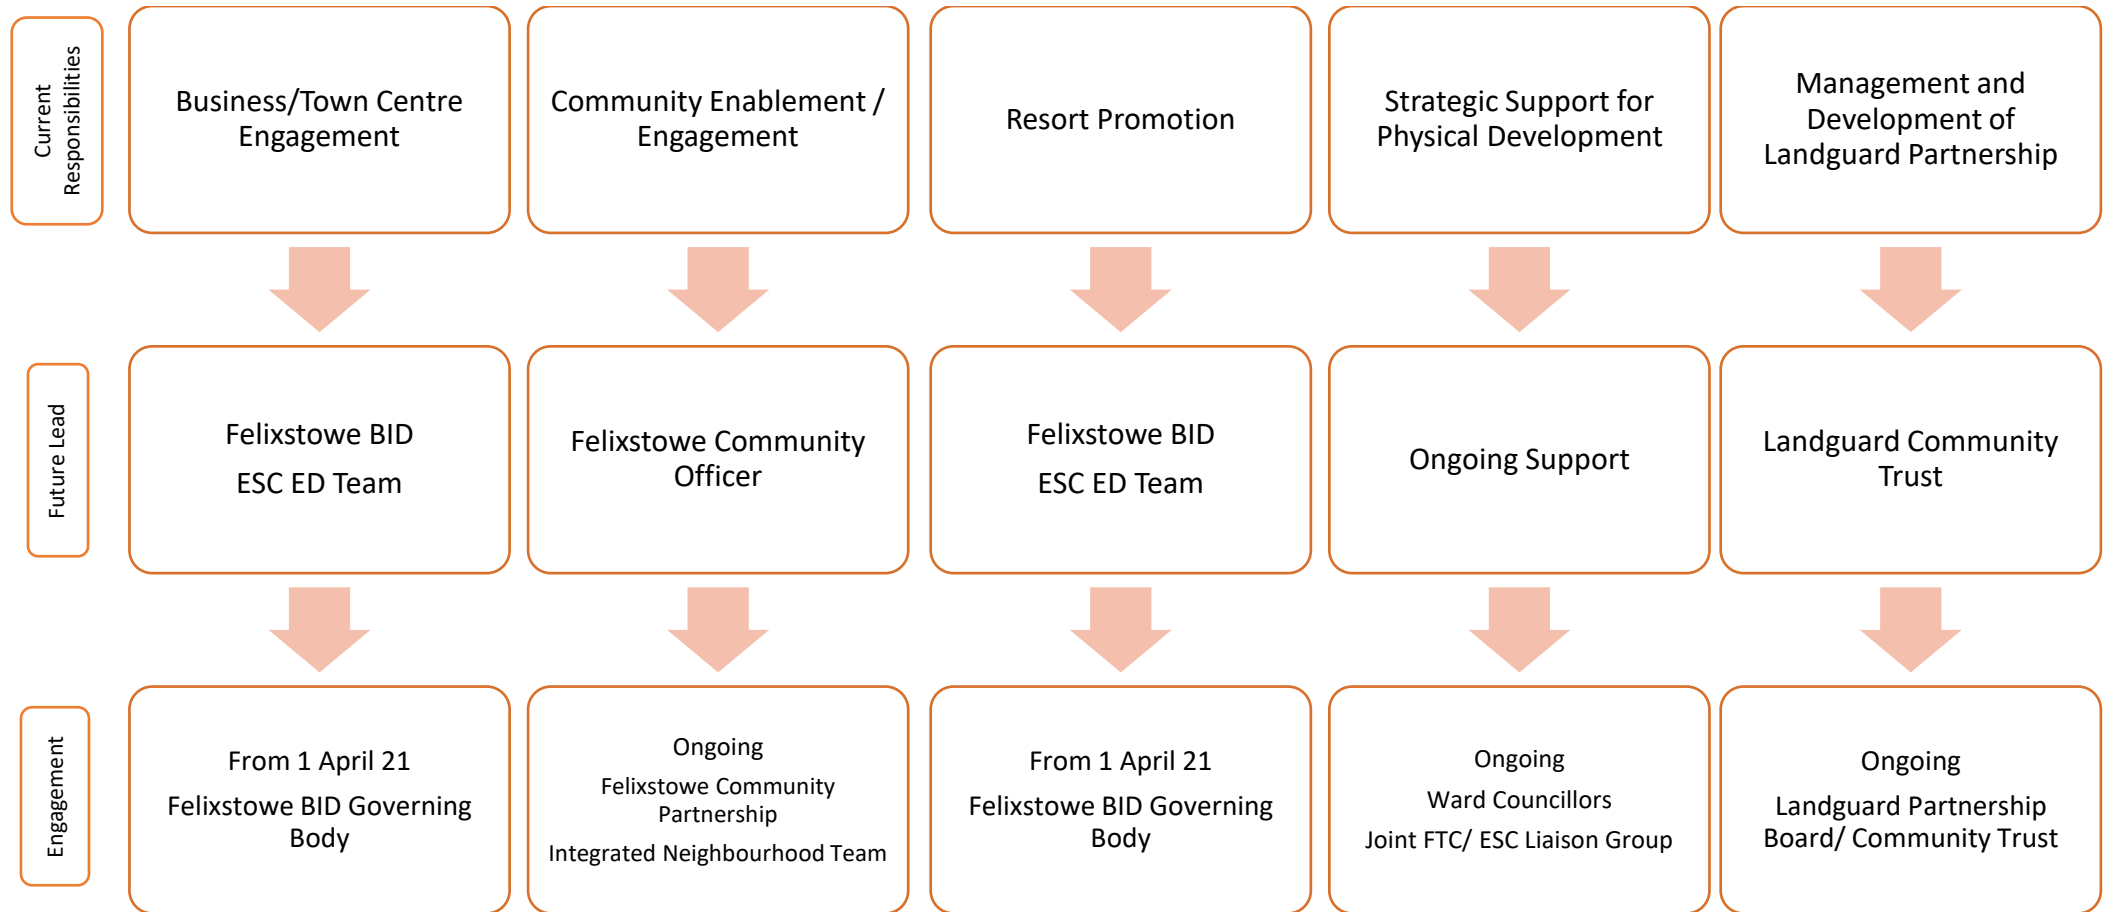 Current
Responsibilities
Business/Town Centre
Engagement
Community Enablement /
Engagement
Resort Promotion
Strategic Support for
Physical Development
Management and
Development of
Landguard Partnership
Future Lead
Felixstowe BID
ESC ED Team
Felixstowe Community
Officer
Felixstowe BID
ESC ED Team
Ongoing Support
Landguard Community
Trust
Engagement
From 1 April 21
Felixstowe BID Governing
Body
Ongoing
Felixstowe Community
Partnership
Integrated Neighbourhood Team
From 1 April 21
Felixstowe BID Governing
Body
Ongoing
Ward Councillors
Joint FTC/ ESC Liaison Group
Ongoing
Landguard Partnership
Board/ Community Trust